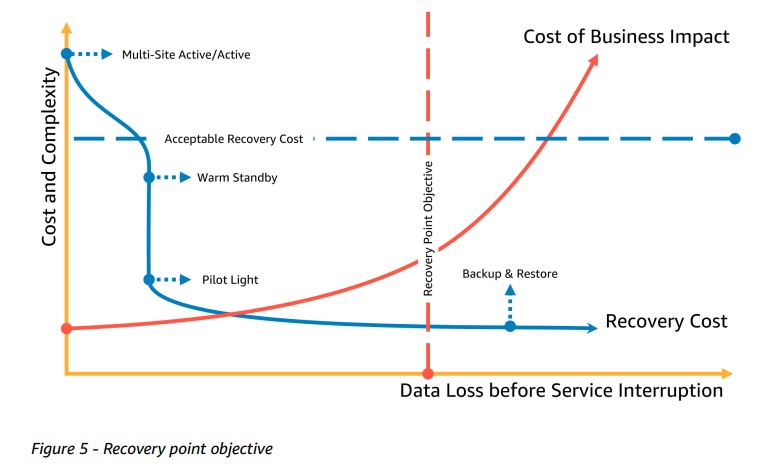 Cost of Business Impact
Multi-Site Active/Active
Acceptable Recovery Cost
Cost and Complexity
Warm Standby
Recovery Point Objective
Pilot Light
Backup & Restore
Recovery Cost
Data Loss before Service Interruption
Figure 5 - Recovery point objective